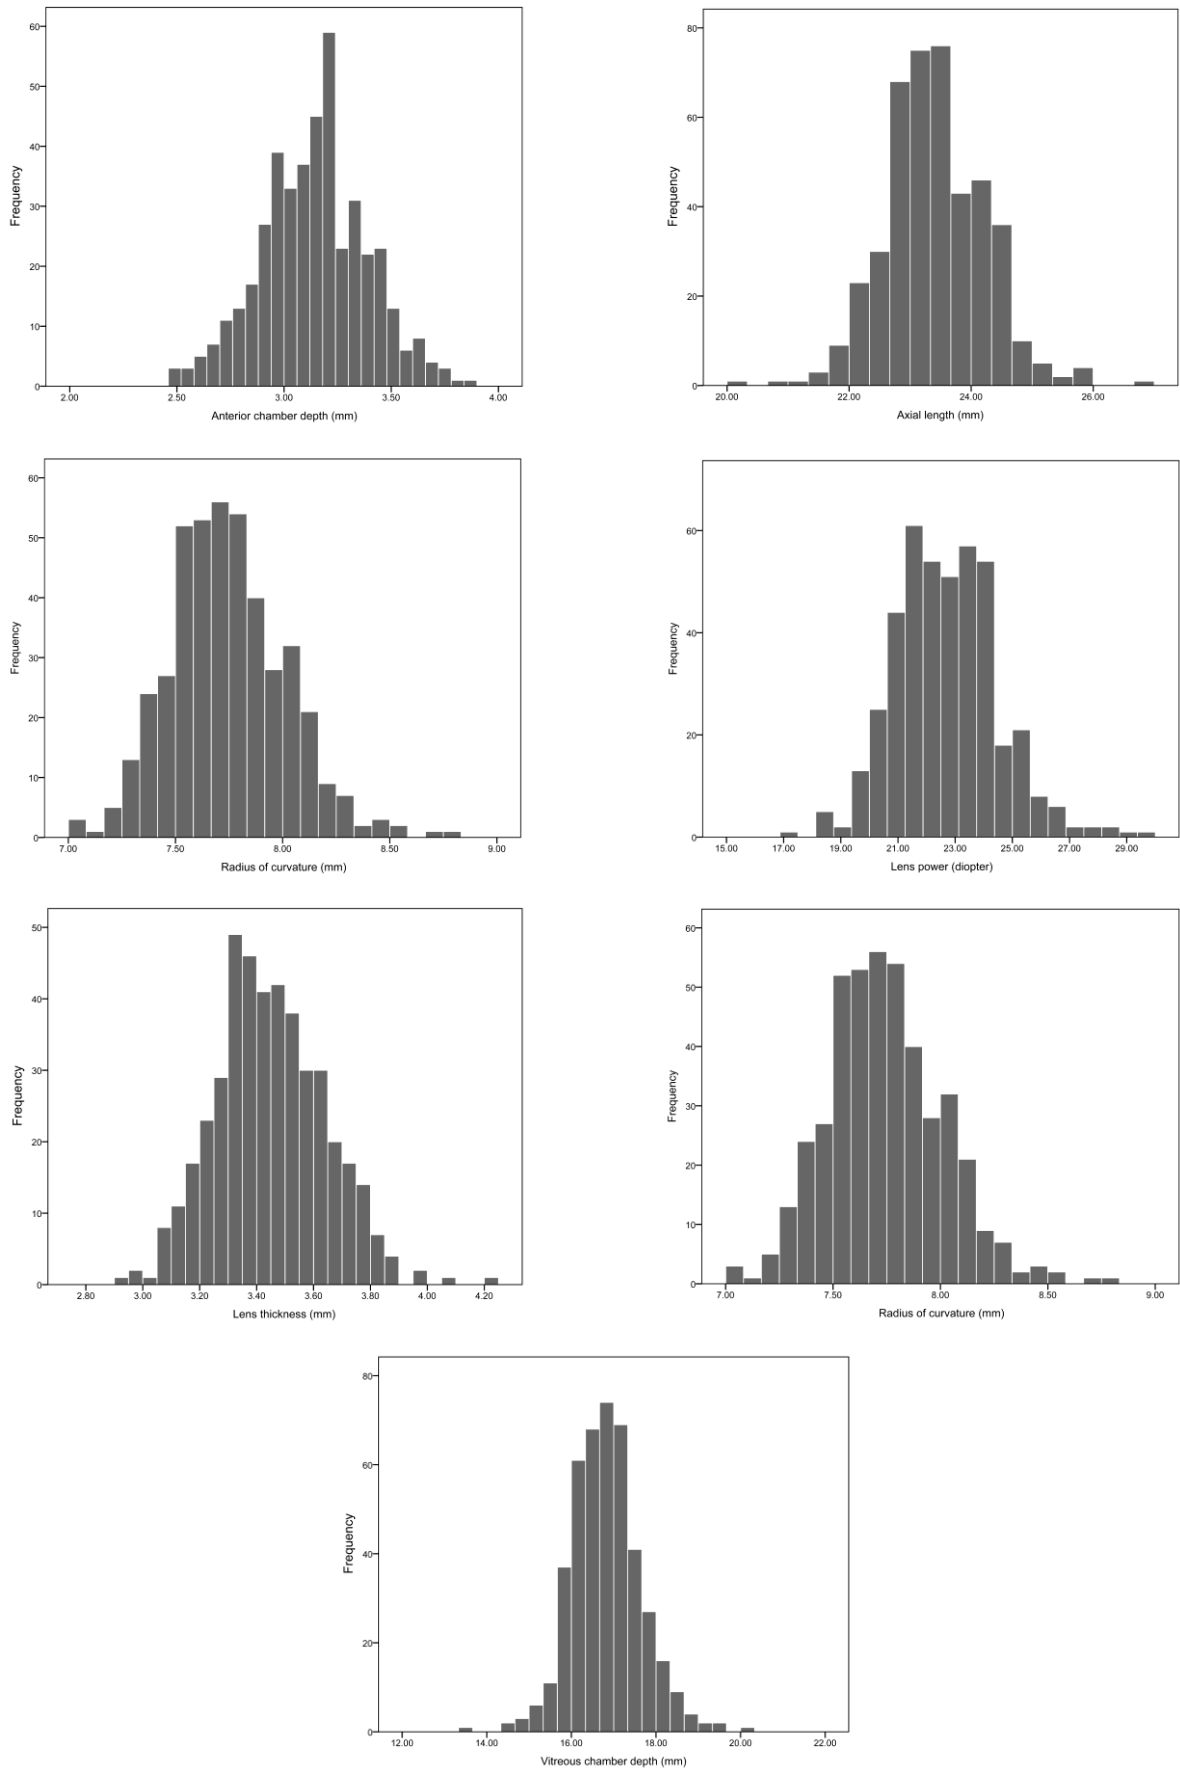 60
50
40
30
20
10
0
Frequency
2.00 2.50 3.00 3.50 4.00
Anterior chamber depth (mm)
80
60
40
20
0
Frequency
20.00 22.00 24.00 26.00
Axial length (mm)
60
50
40
30
20
10
0
Frequency
7.00 7.50 8.00 8.50 9.00
Radius of curvature (mm)
60
40
20
0
Frequency
15.00 17.00 19.00 21.00 23.00 25.00 27.00 29.00
Lens power (diopter)
50
40
30
20
10
0
Frequency
2.80 3.00 3.20 3.40 3.60 3.80 4.00 4.20
Lens thickness (mm)
60
50
40
30
20
10
0
Frequency
7.00 7.50 8.00 8.50 9.00
Radius of curvature (mm)
80
60
40
20
0
Frequency
12.00 14.00 16.00 18.00 20.00 22.00
Vitreous chamber depth (mm)